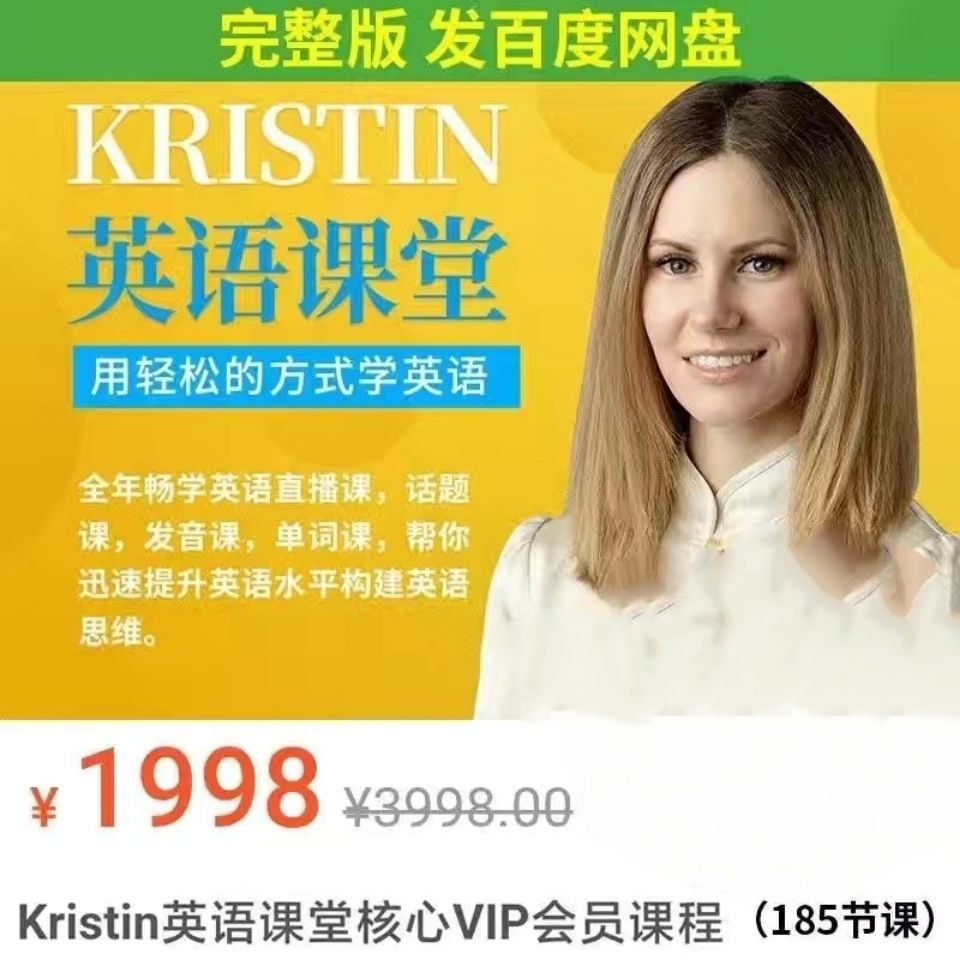 完整版 发百度网盘
KRISTIN
英语课堂
用轻松的方式学英语
全年畅学英语直播课，话题
课，发音课，单词课，帮你
迅速提升英语水平构建英语
思维。
¥1998 ¥3998.00
Kristin英语课堂核心VIP会员课程（185节课）